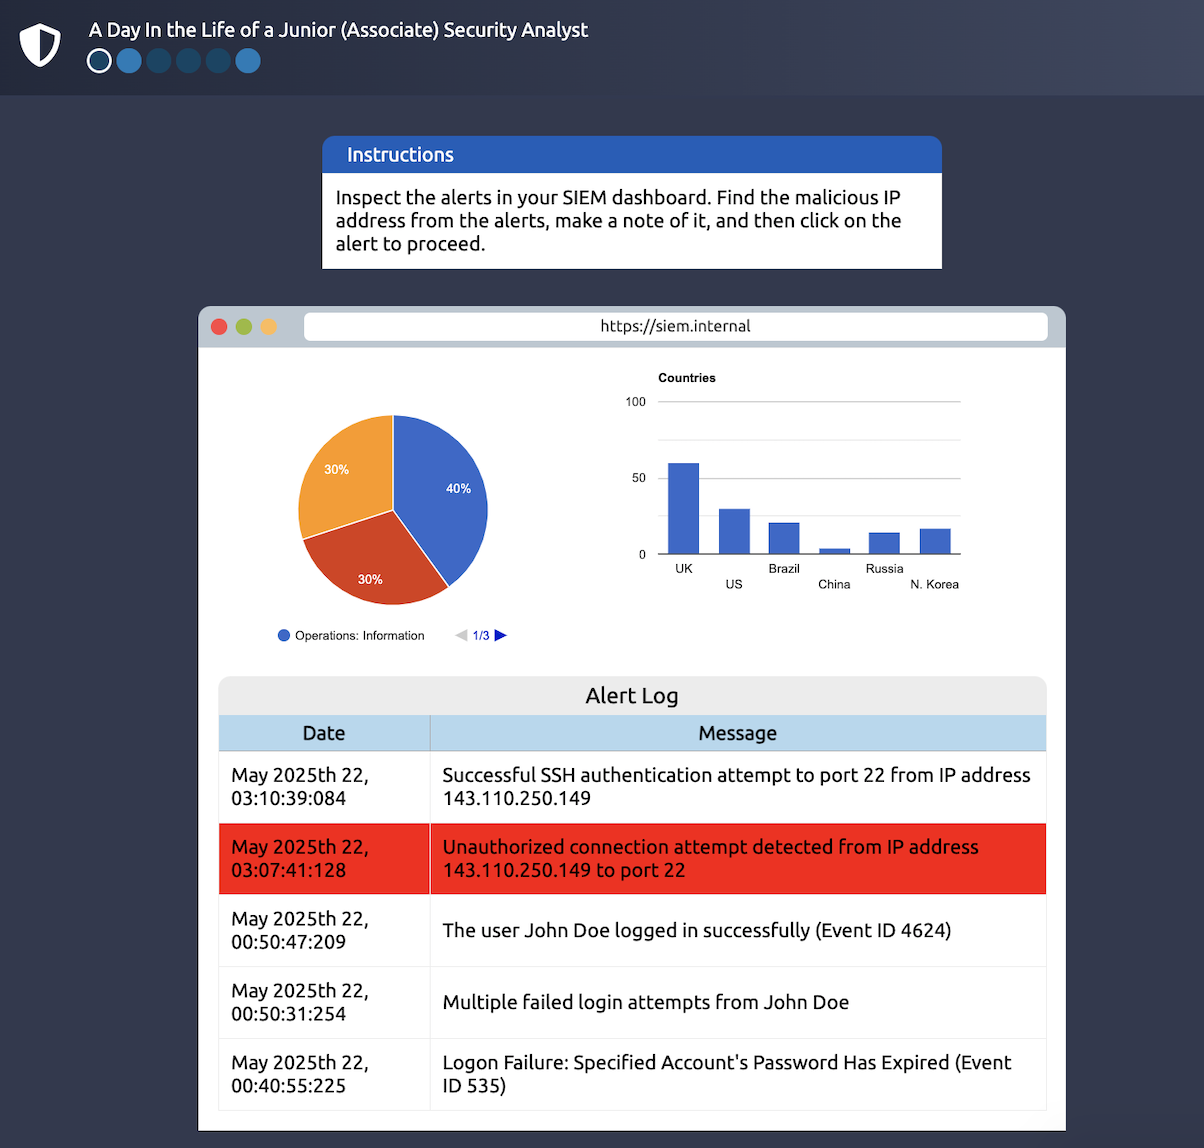 A Day In the Life of a Junior (Associate) Security Analyst
Instructions
Inspect the alerts in your SIEM dashboard. Find the malicious IP
address from the alerts, make a note of it, and then click on the
alert to proceed.
https://siem.internal
30%
40%
30%
Operations: Information
1/3
Countries
100
50
0
UK
US
Brazil
China
Russia
N. Korea
Alert Log
Date
Message
May 2025th 22,
03:10:39:084
Successful SSH authentication attempt to port 22 from IP address
143.110.250.149
May 2025th 22,
03:07:41:128
Unauthorized connection attempt detected from IP address
143.110.250.149 to port 22
May 2025th 22,
00:50:47:209
The user John Doe logged in successfully (Event ID 4624)
May 2025th 22,
00:50:31:254
Multiple failed login attempts from John Doe
May 2025th 22,
00:40:55:225
Logon Failure: Specified Account's Password Has Expired (Event
ID 535)